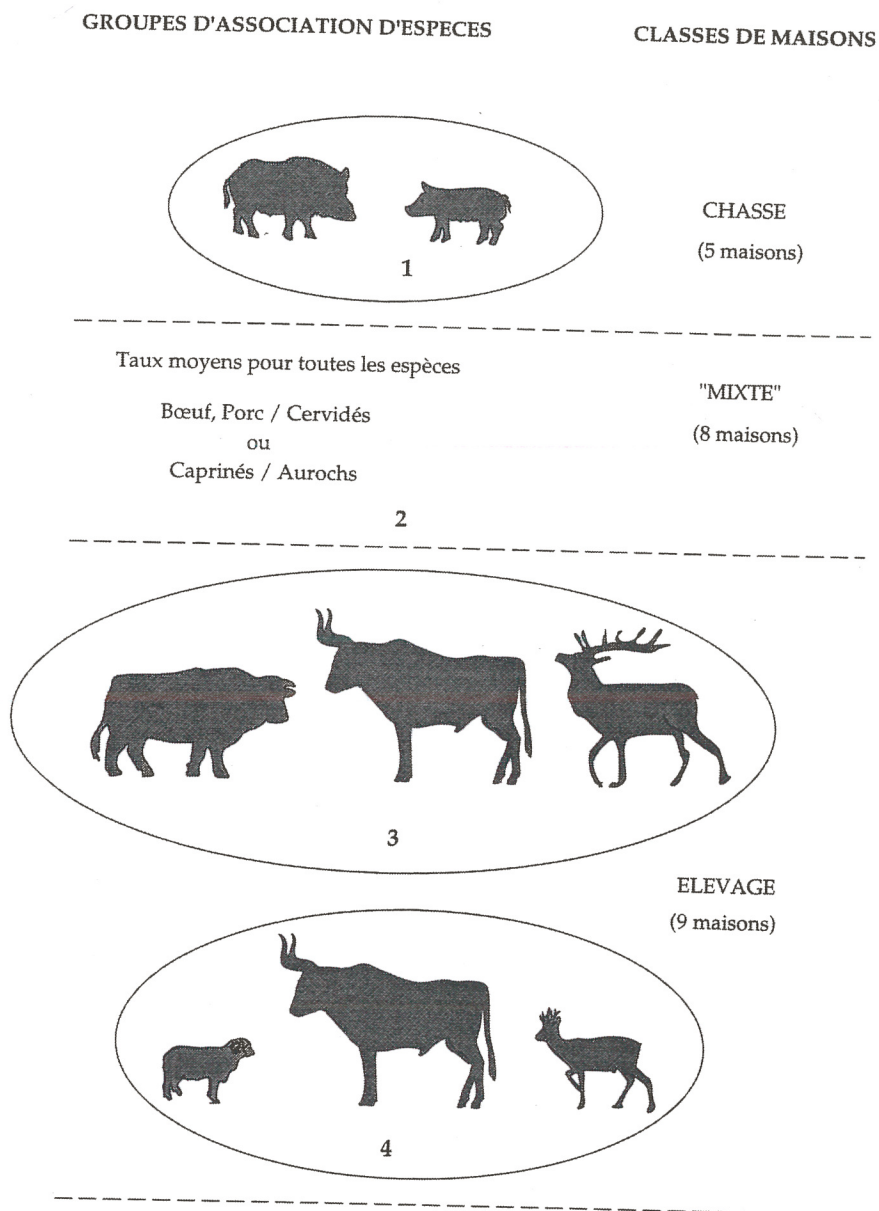 GROUPES D'ASSOCIATION D'ESPECES
CLASSES DE MAISONS
1
CHASSE
(5 maisons)
Taux moyens pour toutes les espèces
Bœuf, Porc / Cervidés
ou
Caprinés / Aurochs
2
"MIXTE"
(8 maisons)
3
ELEVAGE
(9 maisons)
4